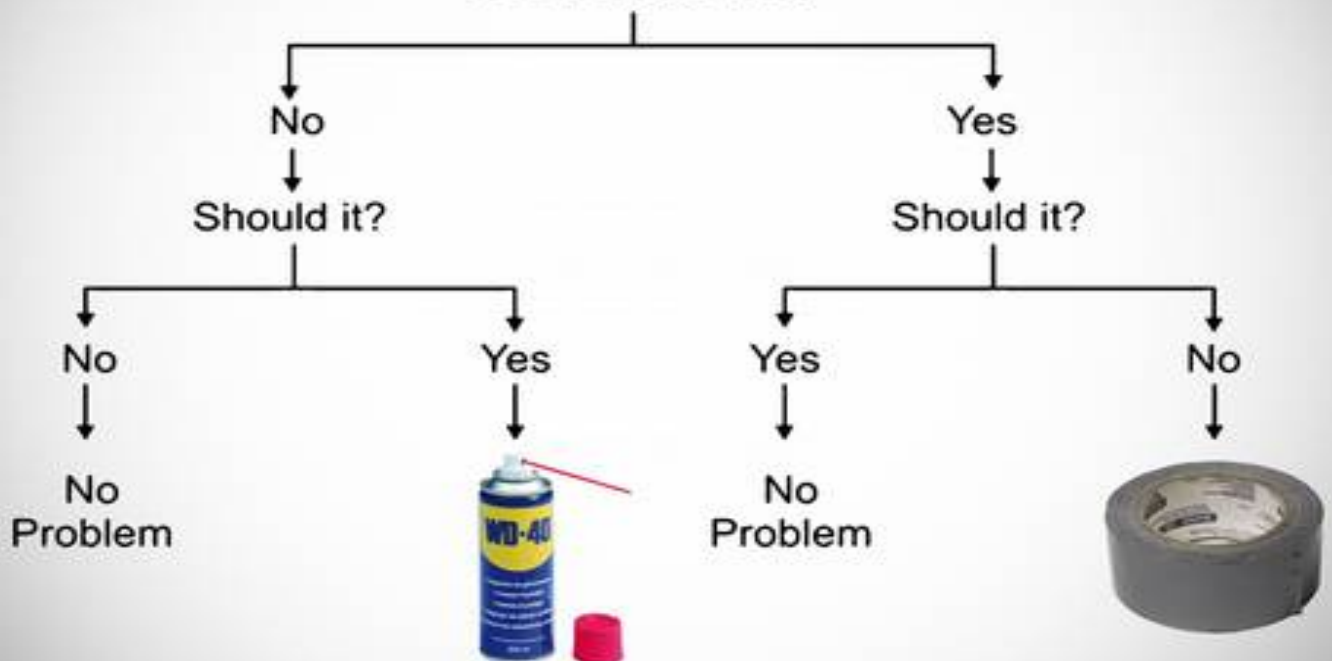 No
Yes
Should it?
Should it?
No
Yes
Yes
No
No
Problem
WD-40
No
Problem